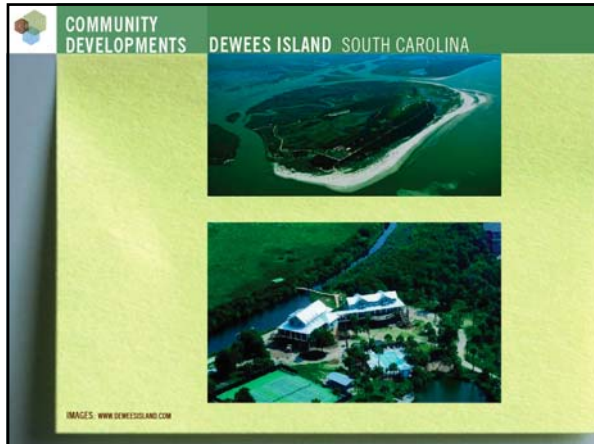 COMMUNITY
DEVELOPMENTS DEWEES ISLAND SOUTH CAROLINA
IMAGES: WWW.DEWEESISLAND.COM